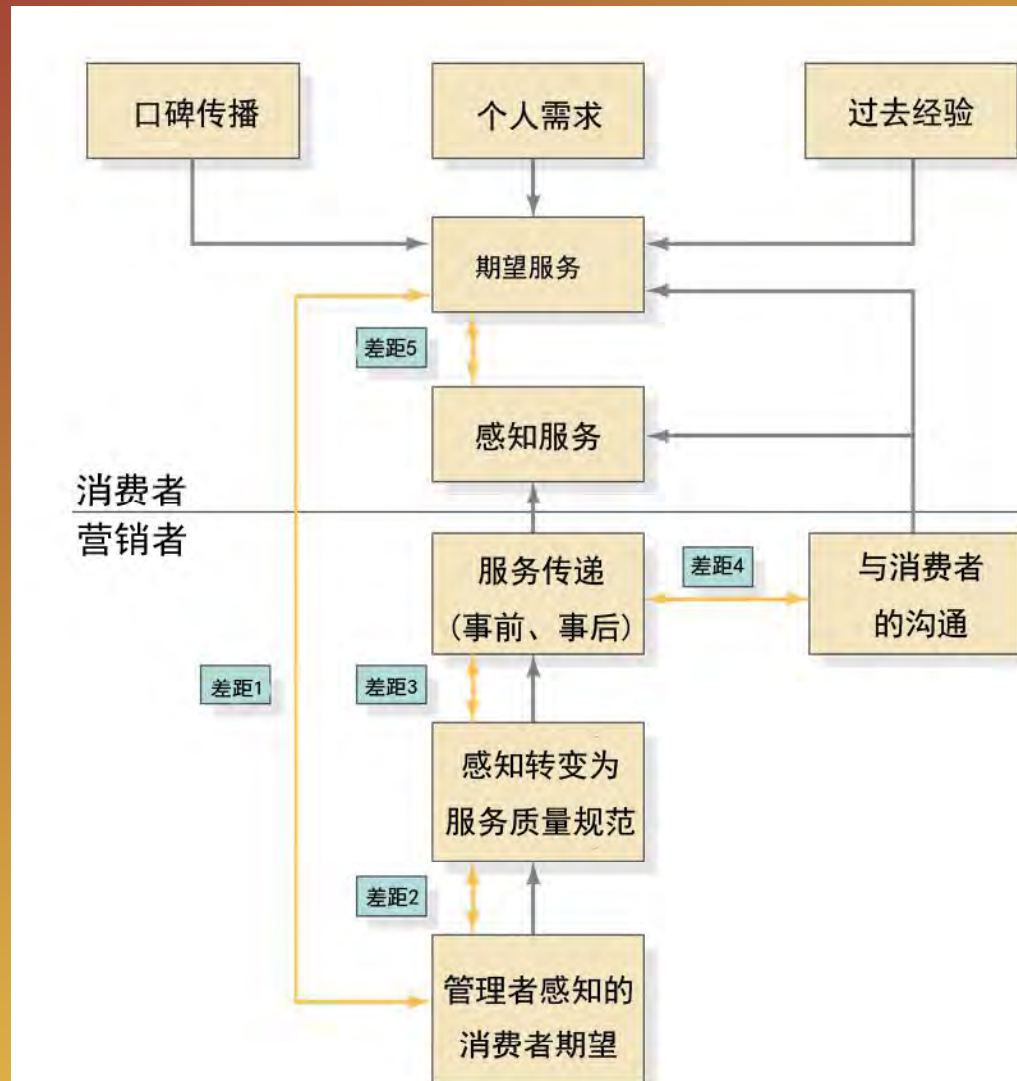 口碑传播
个人需求
过去经验
期望服务
差距5
感知服务
消费者
营销者
服务传递
(事前、事后)
差距4
与消费者
的沟通
差距1
差距3
感知转变为
服务质量规范
差距2
管理者感知的
消费者期望